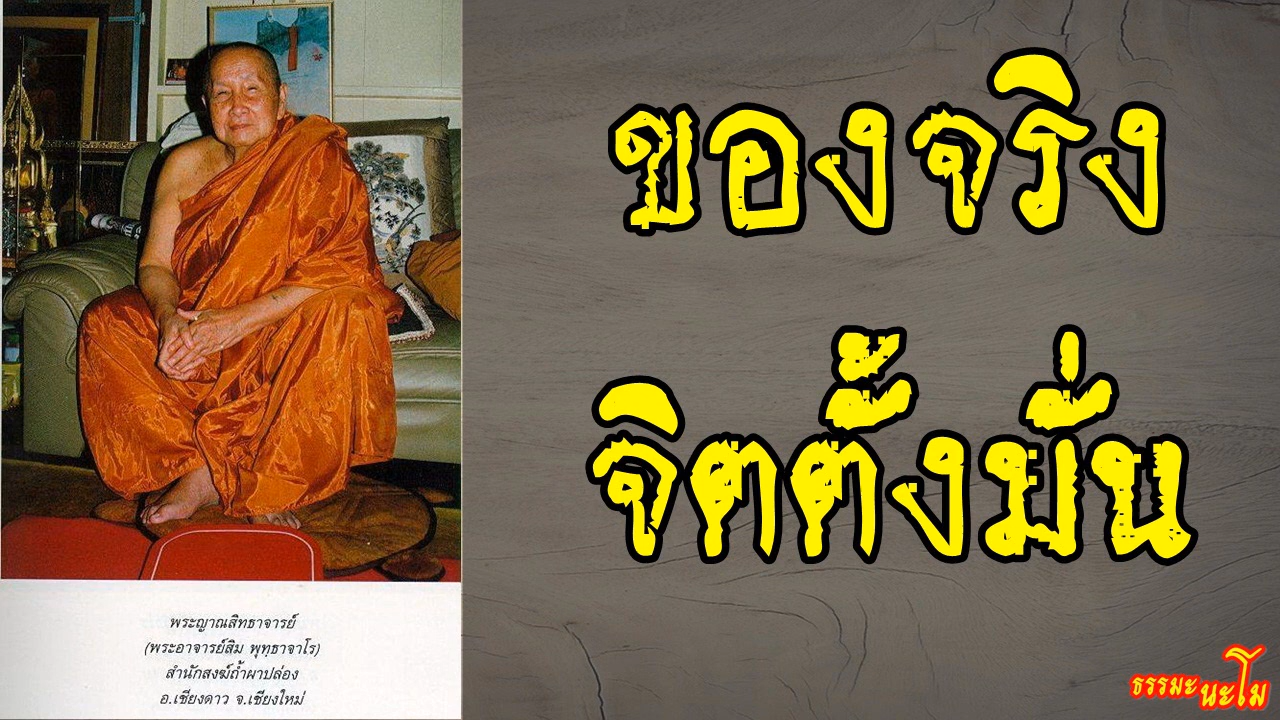 ของจริง
จิตตั้งมั่น
พระญาณสิทธาจารย์
(พระอาจารย์สิม พุทฺธาจาโร)
สำนักสงฆ์ถ้ำผาปล่อง
อ.เชียงดาว จ.เชียงใหม่
ธรรมะนะโม